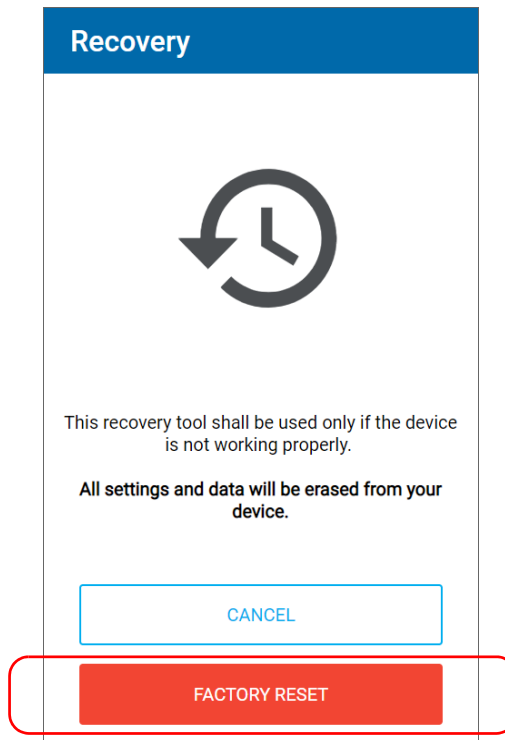 Recovery
This recovery tool shall be used only if the device
is not working properly.
All settings and data will be erased from your
device.
CANCEL
FACTORY RESET